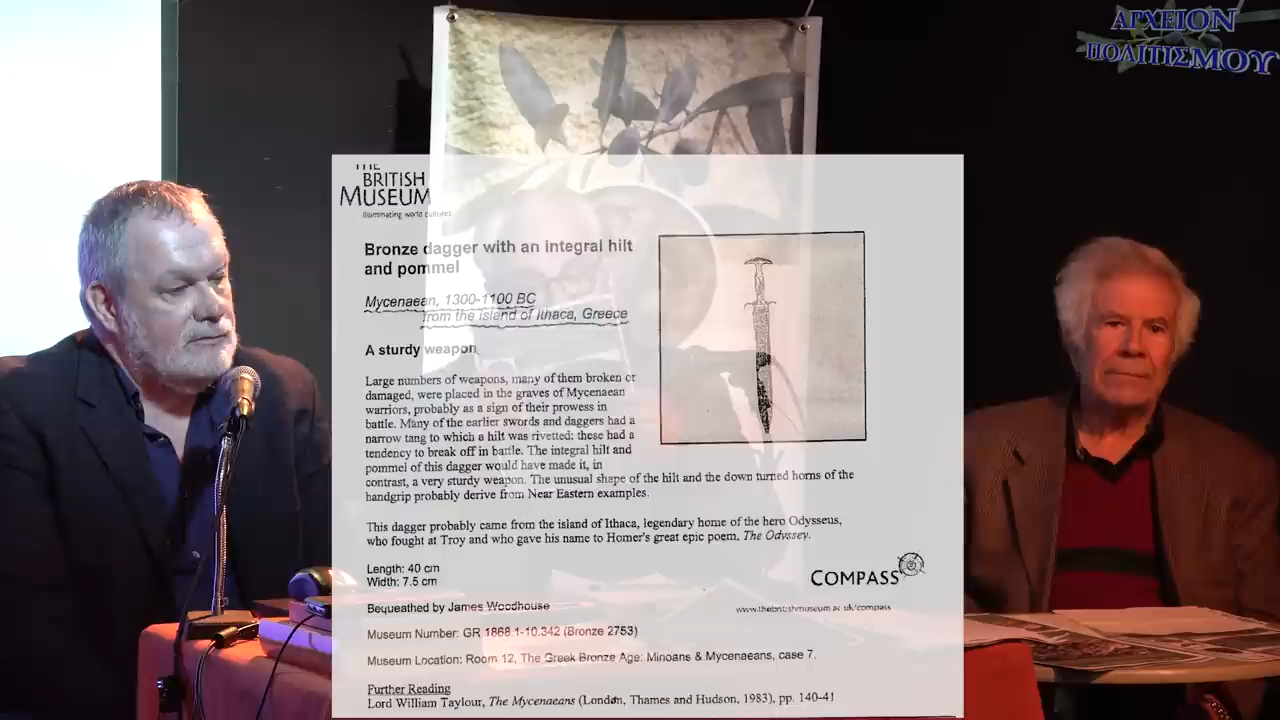 ΑΡΧΕΙΟΝ
ΠΟΛΙΤΙΣΜΟΥ
THE
BRITISH
MUSEUM
illuminating world cultures
Bronze dagger with an integral hilt
and pommel
Mycenaean, 1300-1100 BC
from the island of Ithaca, Greece
A sturdy weapon
Large numbers of weapons, many of them broken or
damaged, were placed in the graves of Mycenaean
warriors, probably as a sign of their prowess in
battle. Many of the earlier swords and daggers had a
narrow tang to which a hilt was rivetted: these had a
tendency to break off in battle. The integral hilt and
pommel of this dagger would have made it, in
contrast, a very sturdy weapon. The unusual shape of the hilt and the down turned horns of the
handgrip probably derive from Near Eastern examples.
This dagger probably came from the island of Ithaca, legendary home of the hero Odysseus,
who fought at Troy and who gave his name to Homer's great epic poem, The Odyssey.
Length: 40 cm
Width: 7.5 cm
COMPASS
Bequeathed by James Woodhouse
www.thebritishmuseum.ac.uk/compass
Museum Number: GR 1868.1-10.342 (Bronze 2753)
Museum Location: Room 12, The Greek Bronze Age: Minoans & Mycenaeans, case 7.
Further Reading
Lord William Taylour, The Mycenaeans (London, Thames and Hudson, 1983), pp. 140-41